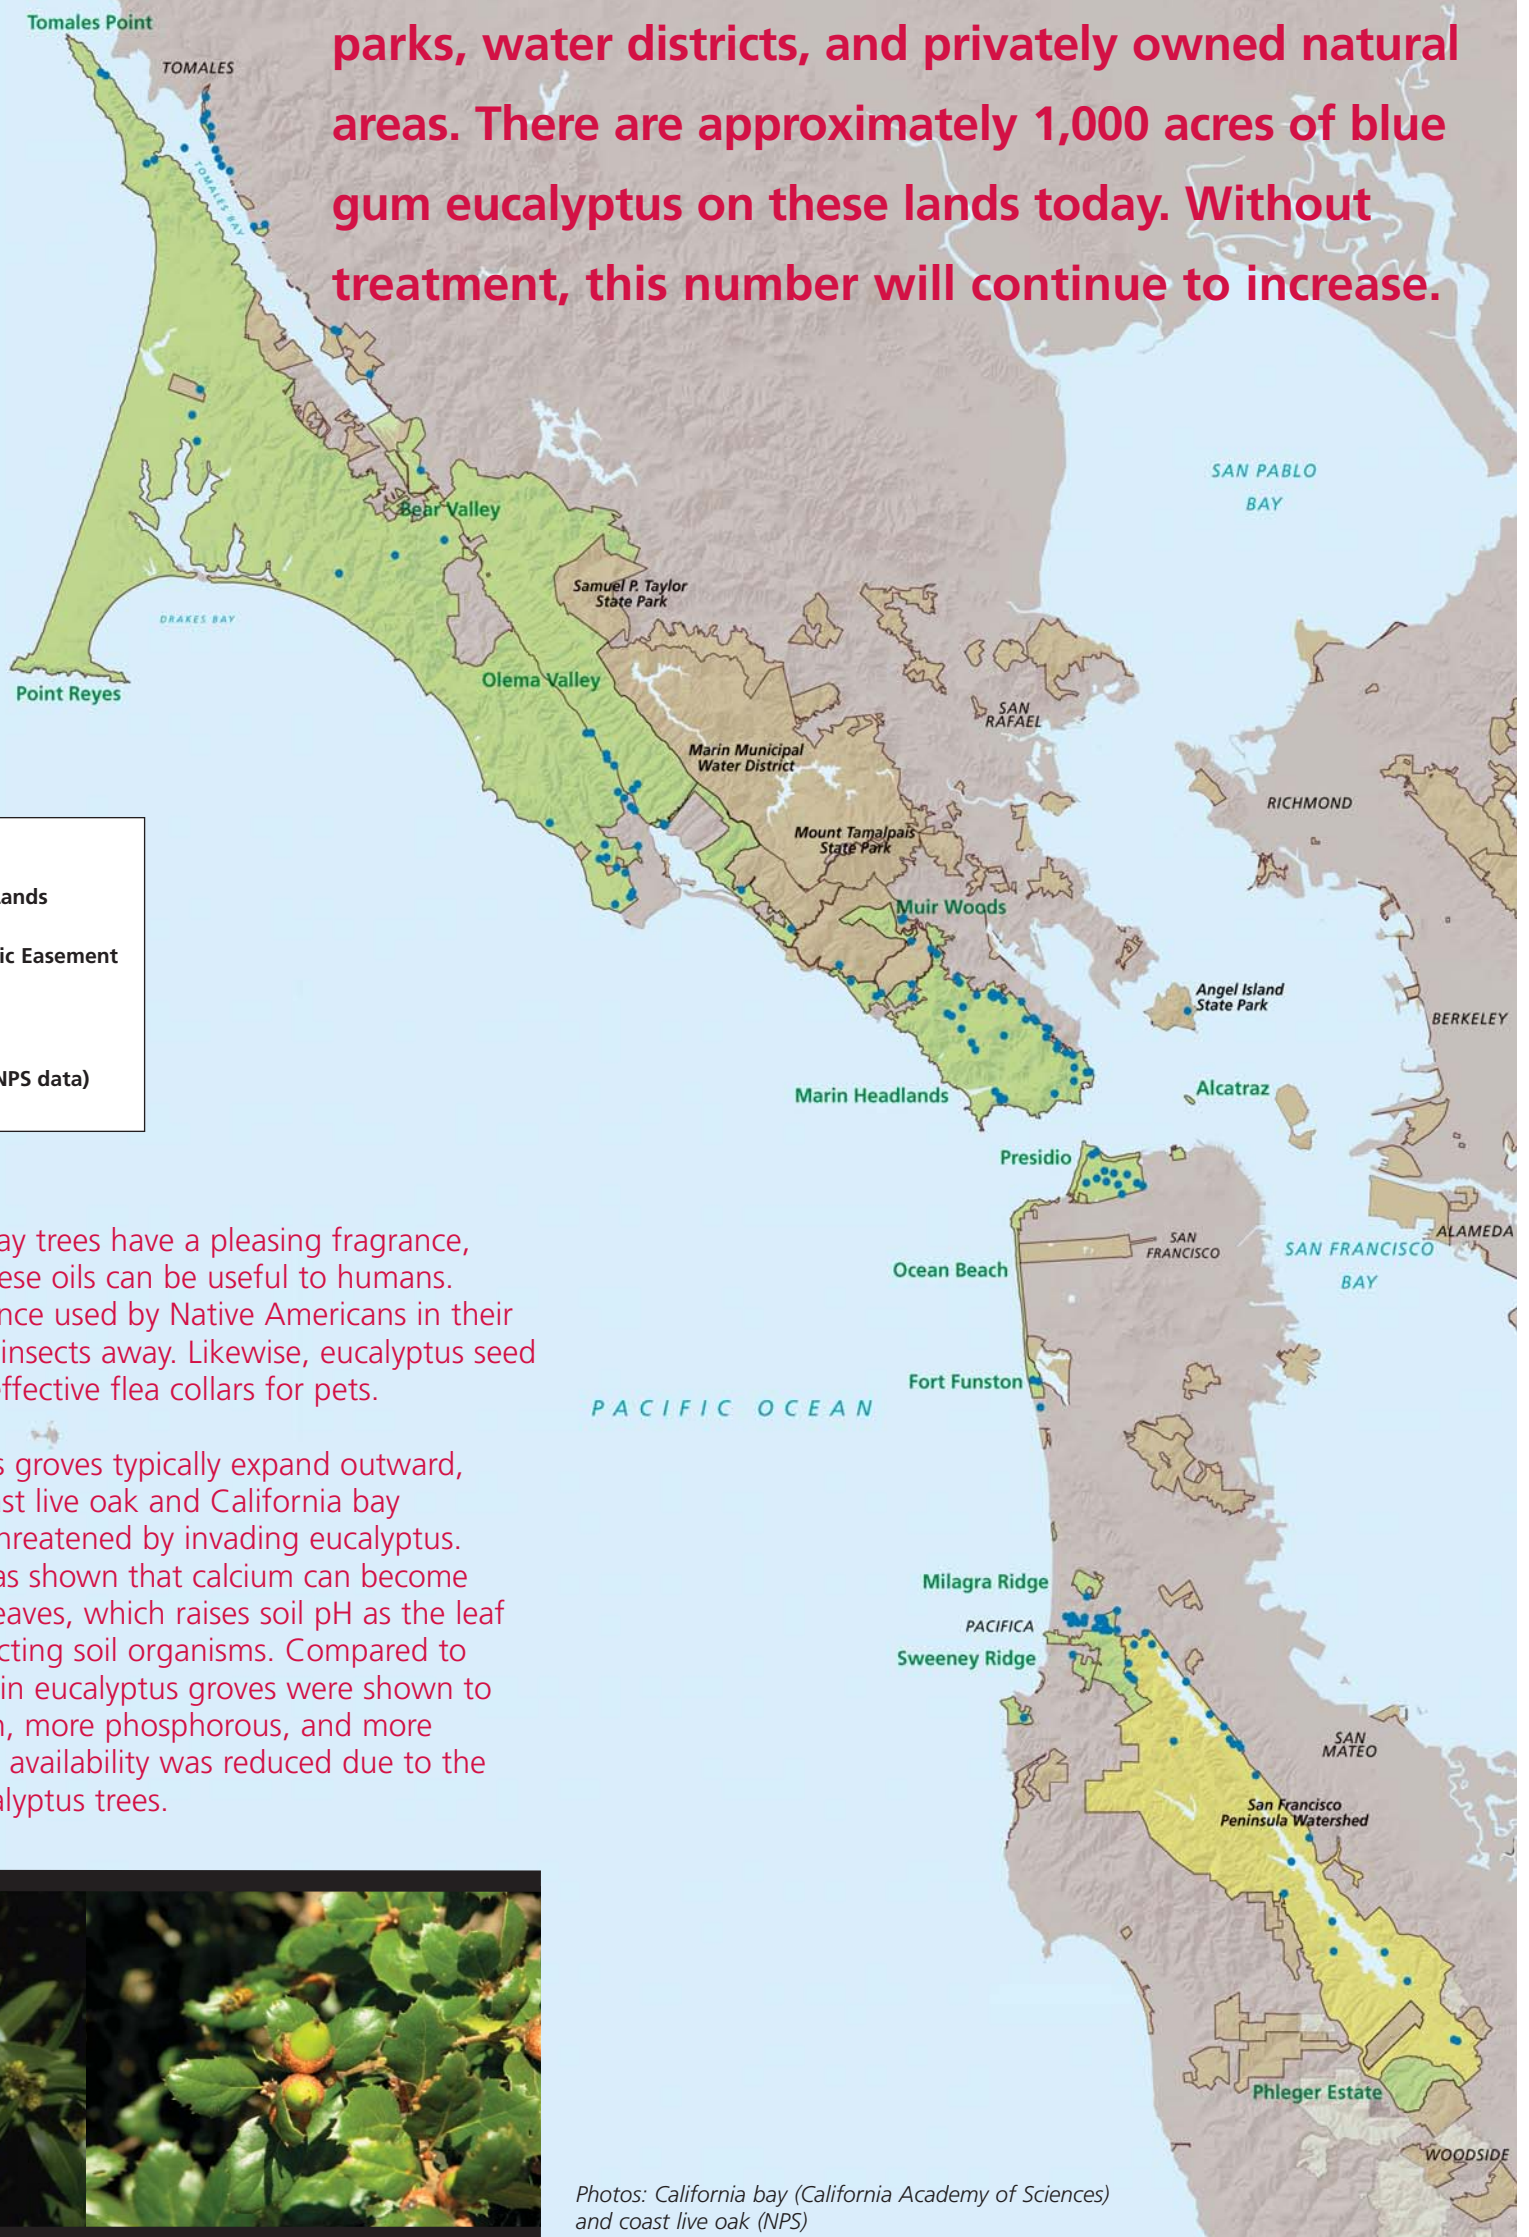 parks, water districts, and privately owned natural
areas. There are approximately 1,000 acres of blue
gum eucalyptus on these lands today. Without
treatment, this number will continue to increase.
Tomales Point
TOMALES
TOMALES BAY
SAN PABLO
BAY
Bear Valley
Samuel P. Taylor
State Park
DRAKES BAY
Point Reyes
Olema Valley
SAN
RAFAEL
Marin Municipal
Water District
RICHMOND
Mount Tamalpais
State Park
Muir Woods
Angel Island
State Park
BERKELEY
Marin Headlands
Alcatraz
Presidio
SAN
FRANCISCO
ALAMEDA
SAN FRANCISCO
BAY
Ocean Beach
Fort Funston
PACIFIC OCEAN
Milagra Ridge
PACIFICA
Sweeney Ridge
SAN
MATEO
San Francisco
Peninsula Watershed
Phleger Estate
WOODSIDE
ands
ic Easement
NPS data)
ay trees have a pleasing fragrance,
ese oils can be useful to humans.
nce used by Native Americans in their
insects away. Likewise, eucalyptus seed
ffective flea collars for pets.
s groves typically expand outward,
st live oak and California bay
hreatened by invading eucalyptus.
as shown that calcium can become
eaves, which raises soil pH as the leaf
cting soil organisms. Compared to
in eucalyptus groves were shown to
n, more phosphorous, and more
availability was reduced due to the
alyptus trees.
Photos: California bay (California Academy of Sciences)
and coast live oak (NPS)